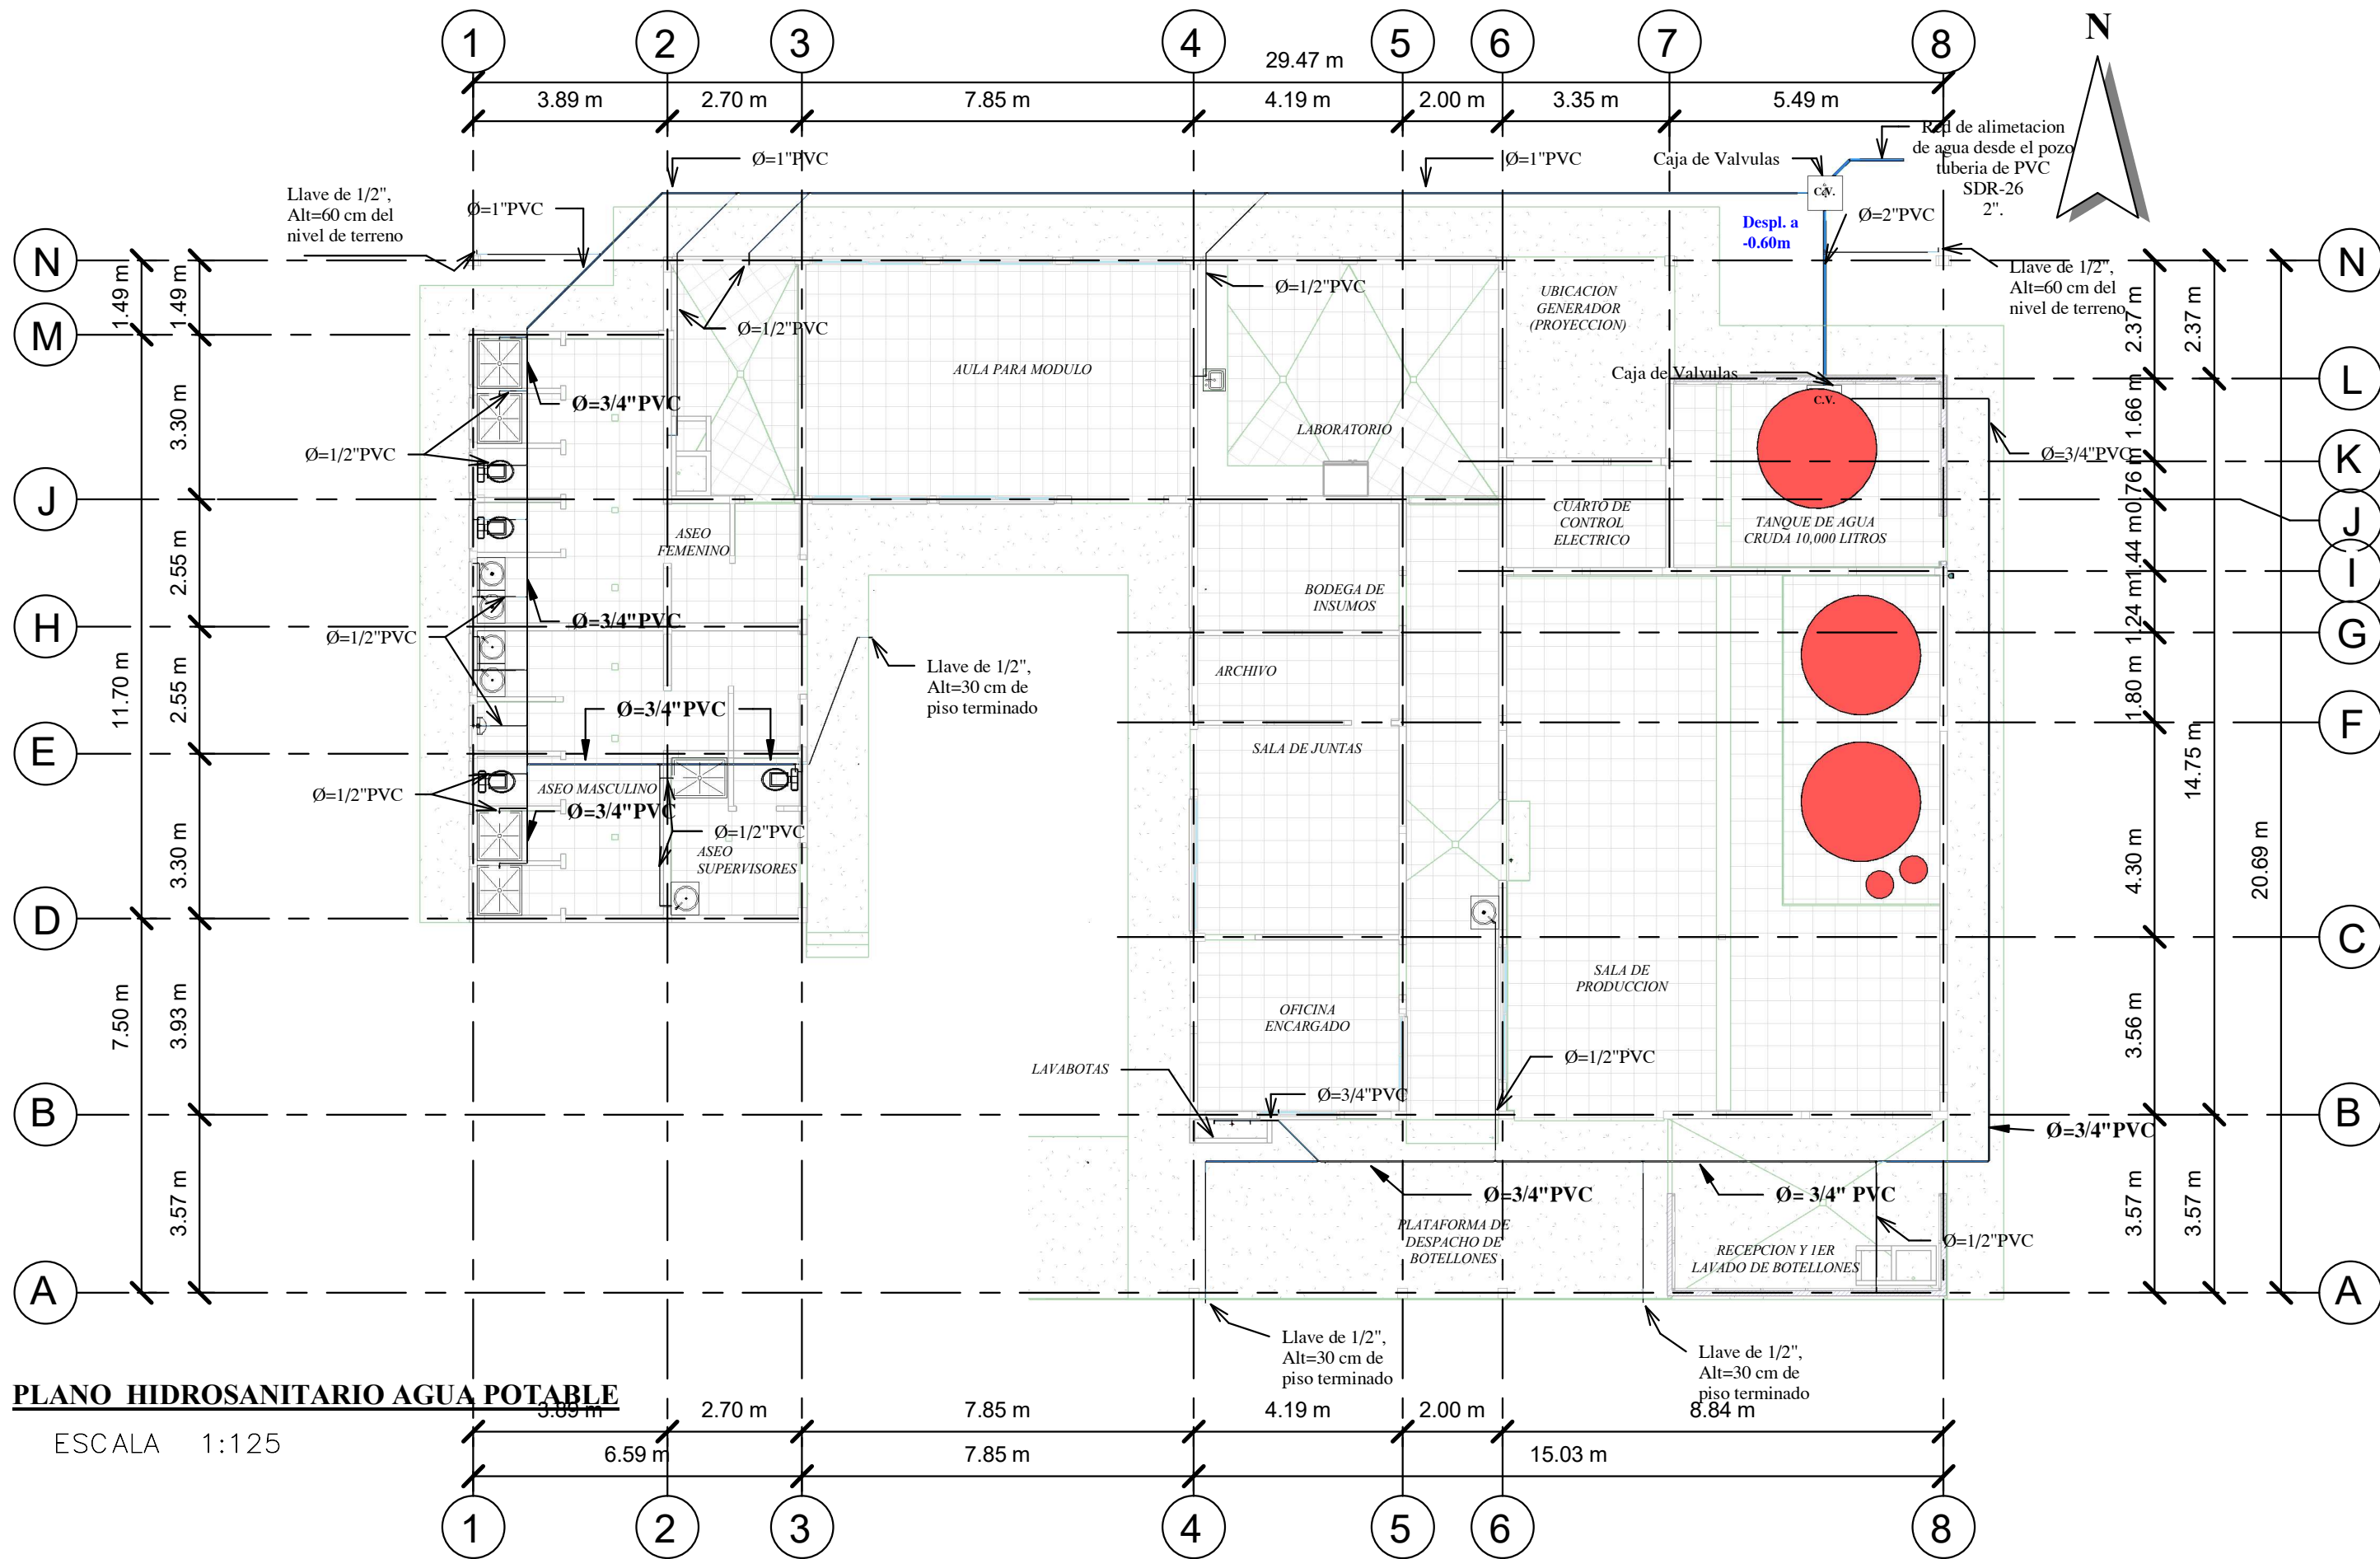 1 2 3 4 5 6 7 8
N
29.47 m
3.89 m 2.70 m 7.85 m 4.19 m 2.00 m 3.35 m 5.49 m
Ø=1"PVC
Ø=1"PVC
Caja de Valvulas
Red de alimetacion
de agua desde el pozo
tuberia de PVC
SDR-26
2".
C.V.
Llave de 1/2",
Alt=60 cm del
nivel de terreno
Ø=1"PVC
Despl. a
-0.60m
Ø=2"PVC
Llave de 1/2",
Alt=60 cm del
nivel de terreno
N
M
J
H
E
D
B
A
N
L
K
J
I
G
F
C
B
A
1.49 m
11.70 m
7.50 m
1.49 m
3.30 m
2.55 m
2.55 m
3.30 m
3.93 m
3.57 m
2.37 m
1.66 m
0.76 m
1.44 m
1.24 m
1.80 m
4.30 m
3.56 m
3.57 m
2.37 m
14.75 m
3.57 m
20.69 m
Ø=1/2"PVC
Ø=1/2"PVC
UBICACION
GENERADOR
(PROYECCION)
AULA PARA MODULO
Caja de Valvulas
C.V.
Ø=3/4"PVC
LABORATORIO
Ø=1/2"PVC
Ø=3/4"PVC
CUARTO DE
CONTROL
ELECTRICO
TANQUE DE AGUA
CRUDA 10,000 LITROS
ASEO
FEMENINO
BODEGA DE
INSUMOS
Ø=3/4"PVC
Ø=1/2"PVC
ARCHIVO
Llave de 1/2",
Alt=30 cm de
piso terminado
Ø=3/4"PVC
SALA DE JUNTAS
ASEO MASCULINO
Ø=1/2"PVC
Ø=3/4"PVC
Ø=1/2"PVC
ASEO
SUPERVISORES
SALA DE
PRODUCCION
OFICINA
ENCARGADO
LAVABOTAS
Ø=1/2"PVC
Ø=3/4"PVC
Ø=3/4"PVC
Ø=3/4"PVC
Ø= 3/4" PVC
PLATAFORMA DE
DESPACHO DE
BOTELLONES
RECEPCION Y 1ER
LAVADO DE BOTELLONES
Ø=1/2"PVC
Llave de 1/2",
Alt=30 cm de
piso terminado
Llave de 1/2",
Alt=30 cm de
piso terminado
PLANO HIDROSANITARIO AGUA POTABLE
ESCALA 1:125
3.89 m 2.70 m 7.85 m 4.19 m 2.00 m 8.84 m
6.59 m 7.85 m 15.03 m
1 2 3 4 5 6 8